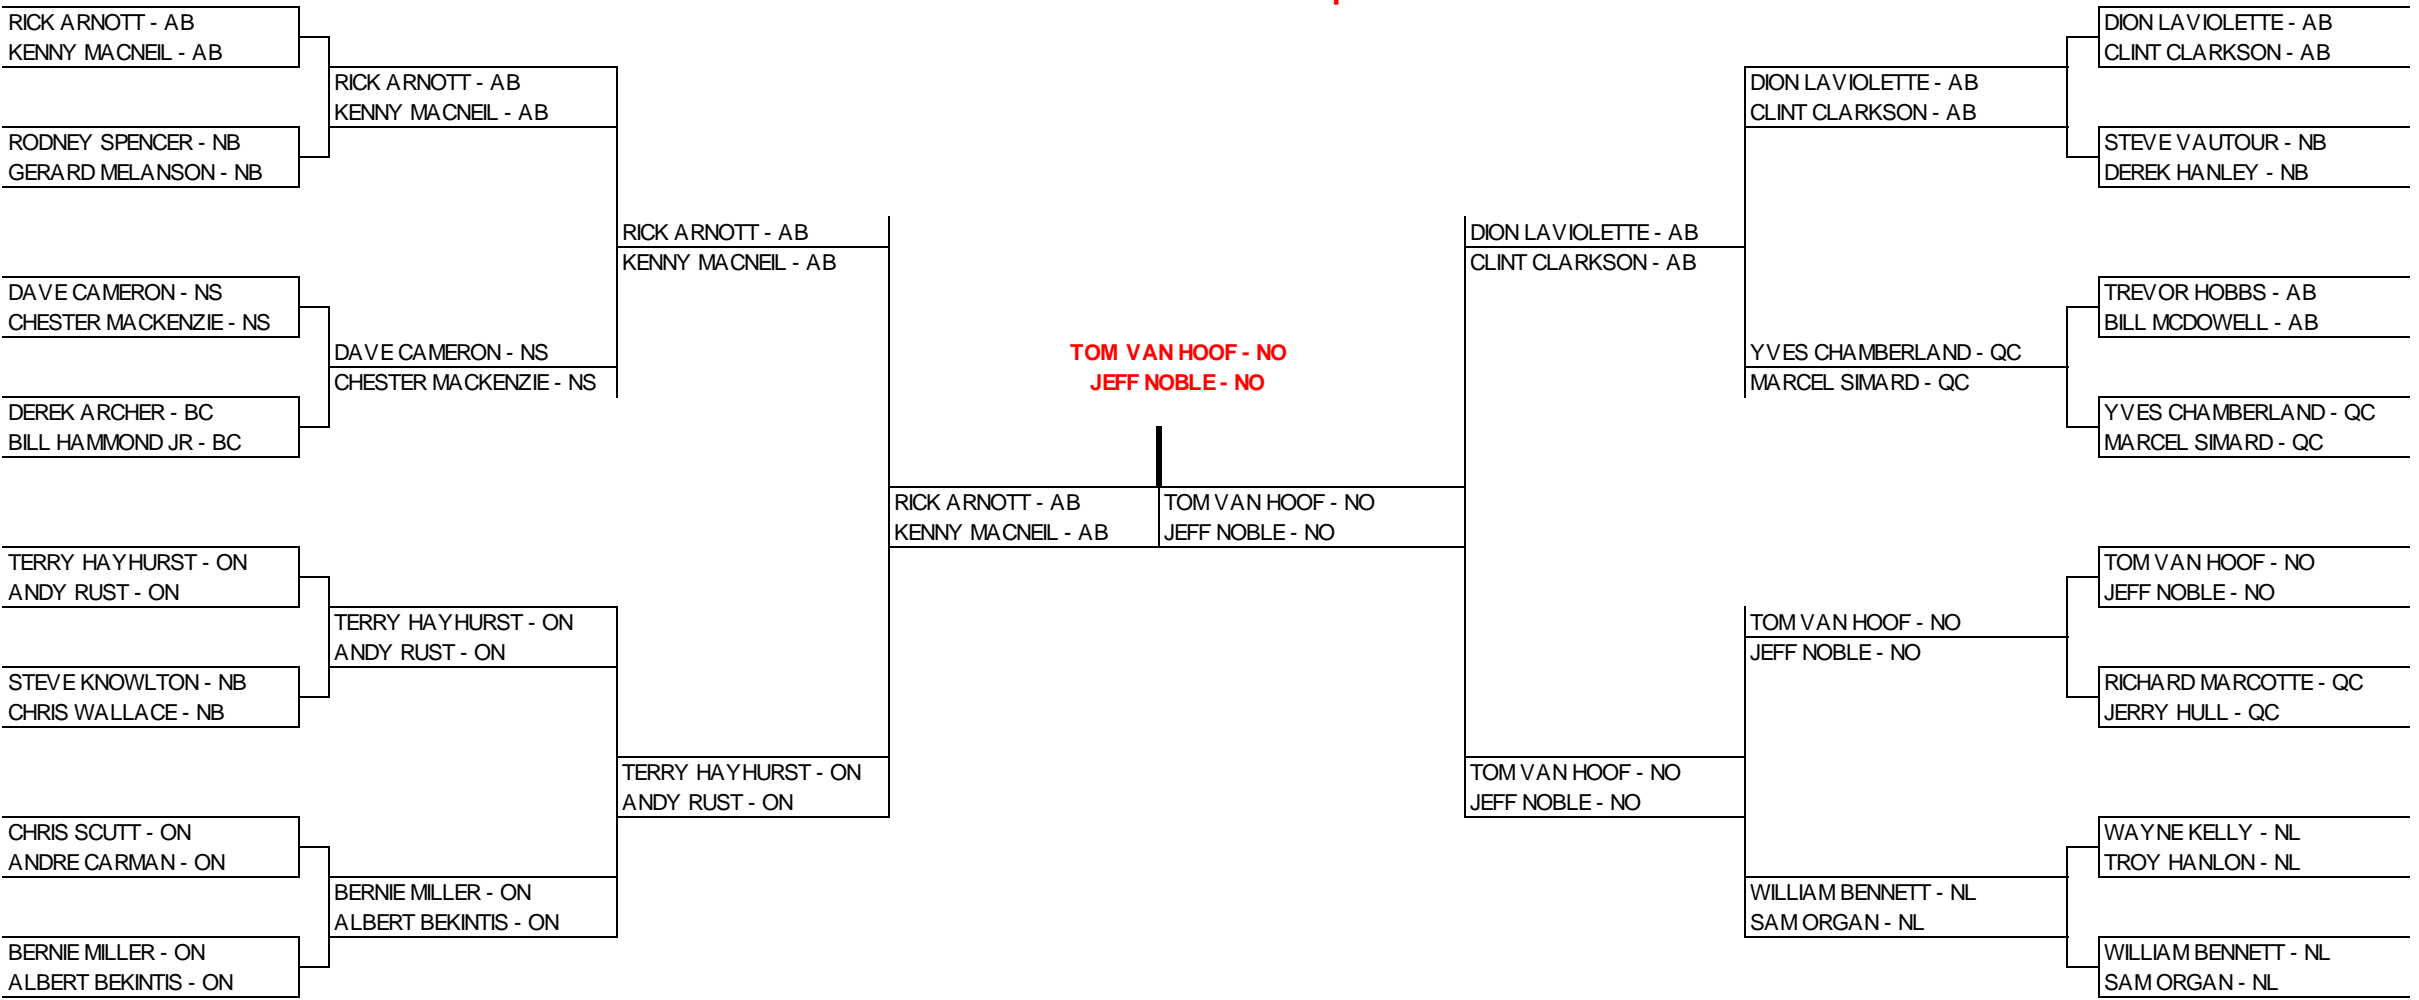 RICK ARNOTT - AB
KENNY MACNEIL - AB
RODNEY SPENCER - NB
GERARD MELANSON - NB
DAVE CAMERON - NS
CHESTER MACKENZIE - NS
DEREK ARCHER - BC
BILL HAMMOND JR - BC
TERRY HAYHURST - ON
ANDY RUST - ON
STEVE KNOWLTON - NB
CHRIS WALLACE - NB
CHRIS SCUTT - ON
ANDRE CARMAN - ON
BERNIE MILLER - ON
ALBERT BEKINTIS - ON
RICK ARNOTT - AB
KENNY MACNEIL - AB
DAVE CAMERON - NS
CHESTER MACKENZIE - NS
TERRY HAYHURST - ON
ANDY RUST - ON
BERNIE MILLER - ON
ALBERT BEKINTIS - ON
RICK ARNOTT - AB
KENNY MACNEIL - AB
TERRY HAYHURST - ON
ANDY RUST - ON
RICK ARNOTT - AB
KENNY MACNEIL - AB
TOM VAN HOOF - NO
JEFF NOBLE - NO
TOM VAN HOOF - NO
JEFF NOBLE - NO
DION LAVIOLETTE - AB
CLINT CLARKSON - AB
TOM VAN HOOF - NO
JEFF NOBLE - NO
DION LAVIOLETTE - AB
CLINT CLARKSON - AB
YVES CHAMBERLAND - QC
MARCEL SIMARD - QC
TOM VAN HOOF - NO
JEFF NOBLE - NO
WILLIAM BENNETT - NL
SAM ORGAN - NL
DION LAVIOLETTE - AB
CLINT CLARKSON - AB
STEVE VAUTOUR - NB
DEREK HANLEY - NB
TREVOR HOBBS - AB
BILL MCDOWELL - AB
YVES CHAMBERLAND - QC
MARCEL SIMARD - QC
TOM VAN HOOF - NO
JEFF NOBLE - NO
RICHARD MARCOTTE - QC
JERRY HULL - QC
WAYNE KELLY - NL
TROY HANLON - NL
WILLIAM BENNETT - NL
SAM ORGAN - NL